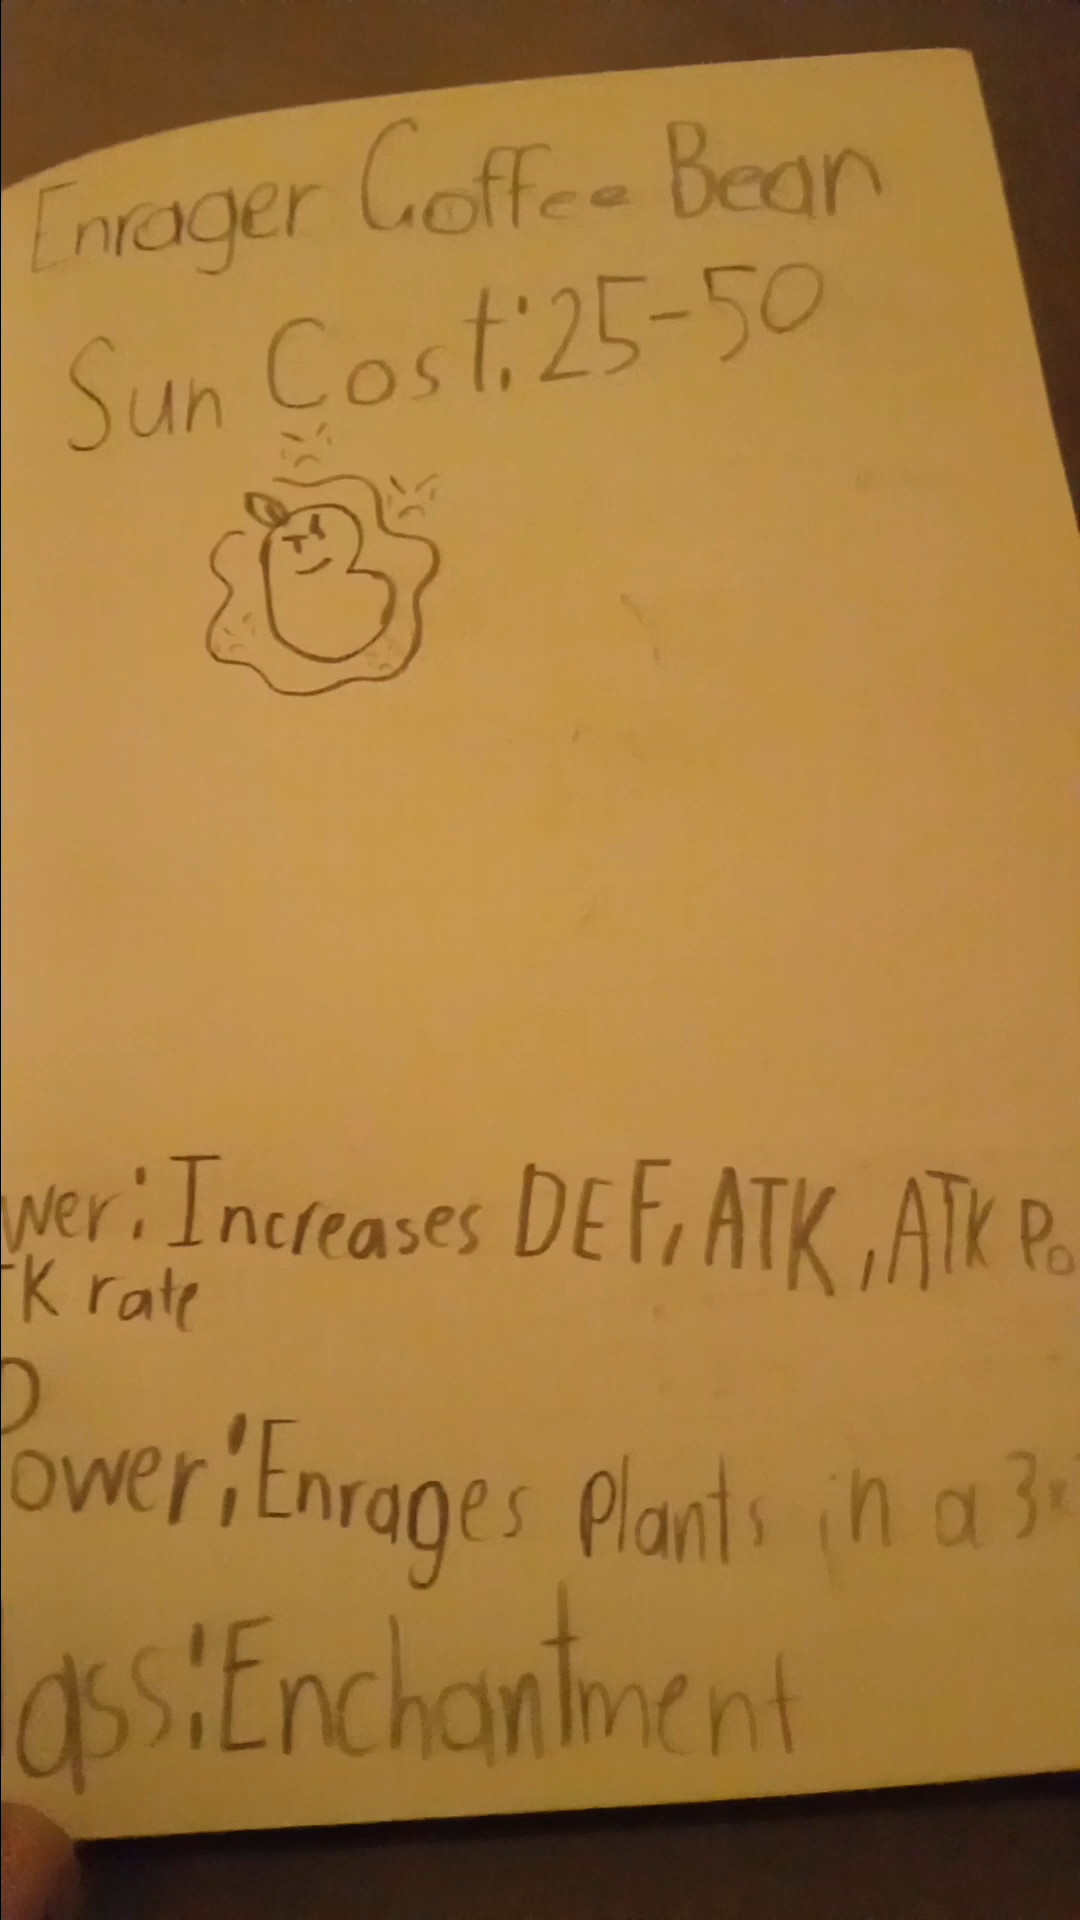 Enrager Coffee Bean
Sun Cost: 25-50
wer: Increases DEF, ATK, ATK Po
K rate
ower: Enrages Plants in a 3x
ass: Enchantment